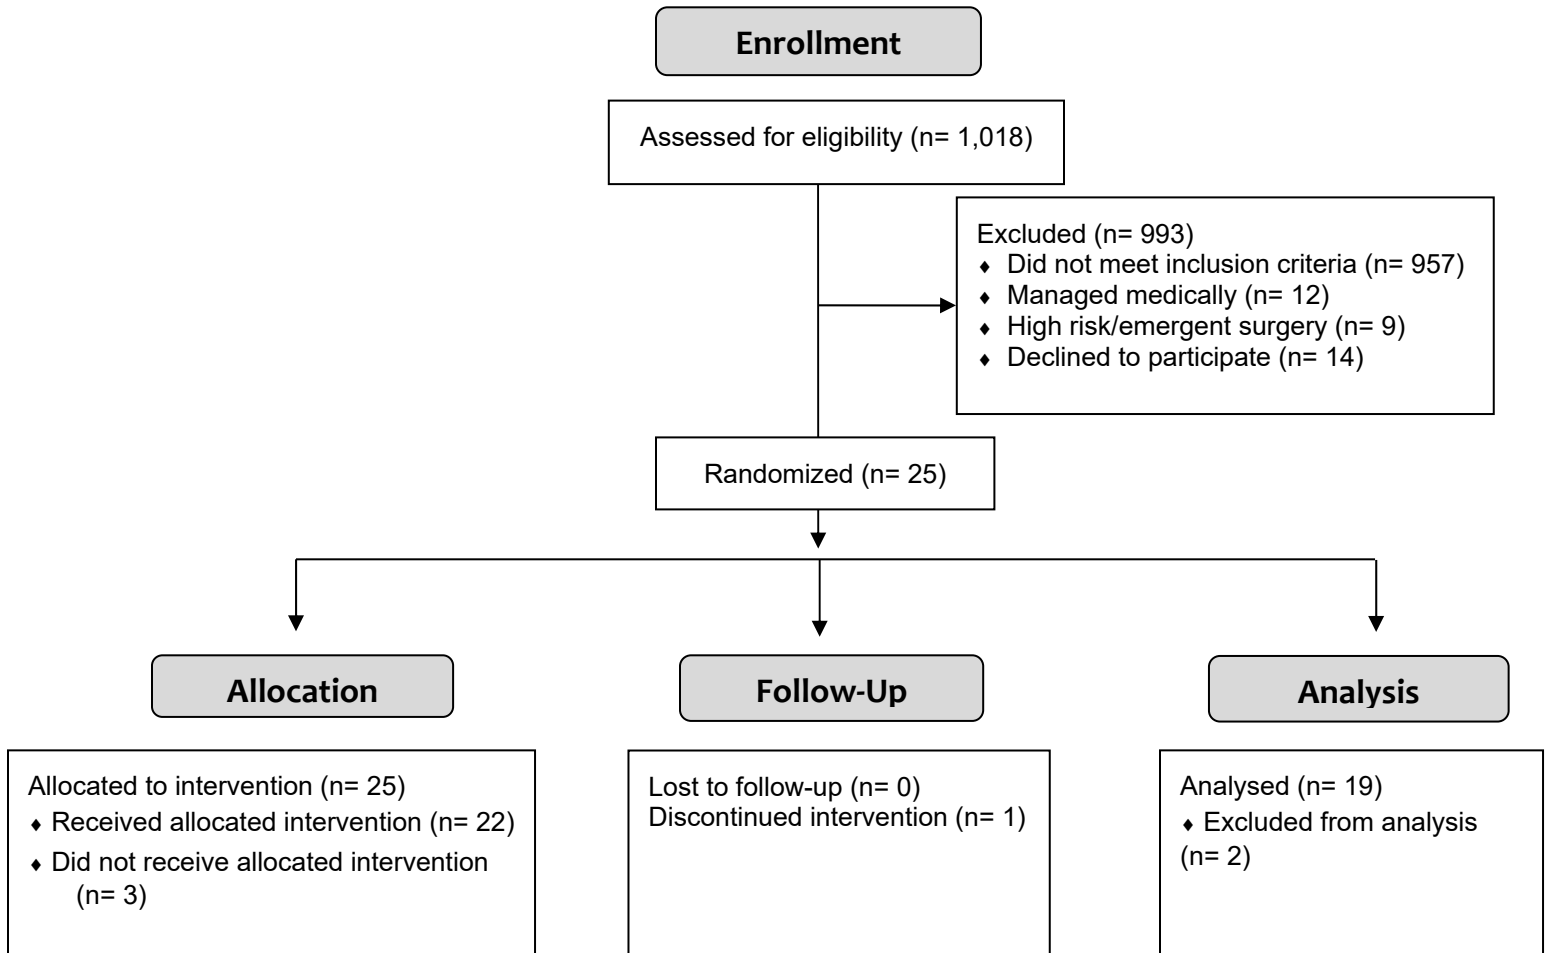 Enrollment
Assessed for eligibility (n= 1,018)
Excluded (n= 993)
♦ Did not meet inclusion criteria (n= 957)
♦ Managed medically (n= 12)
♦ High risk/emergent surgery (n= 9)
♦ Declined to participate (n= 14)
Randomized (n= 25)
Allocation
Allocated to intervention (n= 25)
♦ Received allocated intervention (n= 22)
♦ Did not receive allocated intervention
(n= 3)
Follow-Up
Lost to follow-up (n= 0)
Discontinued intervention (n= 1)
Analysis
Analysed (n= 19)
♦ Excluded from analysis
(n= 2)